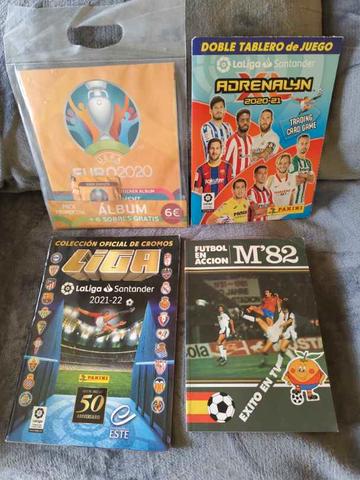 UEFA
EURO2020
ÁLBUM
+ 6 SOBRES GRATIS
6€
DOBLE TABLERO de JUEGO
LaLiga Santander
ADRENALYN
XL
2020-21
TRADING
CARD GAME
PANINI
COLECCIÓN OFICIAL DE CROMOS
LIGA
LaLiga Santander
2021-22
PANINI
50
ANIVERSARIO
ESTE
FUTBOL
EN
ACCION
M'82
EXITO EN TV